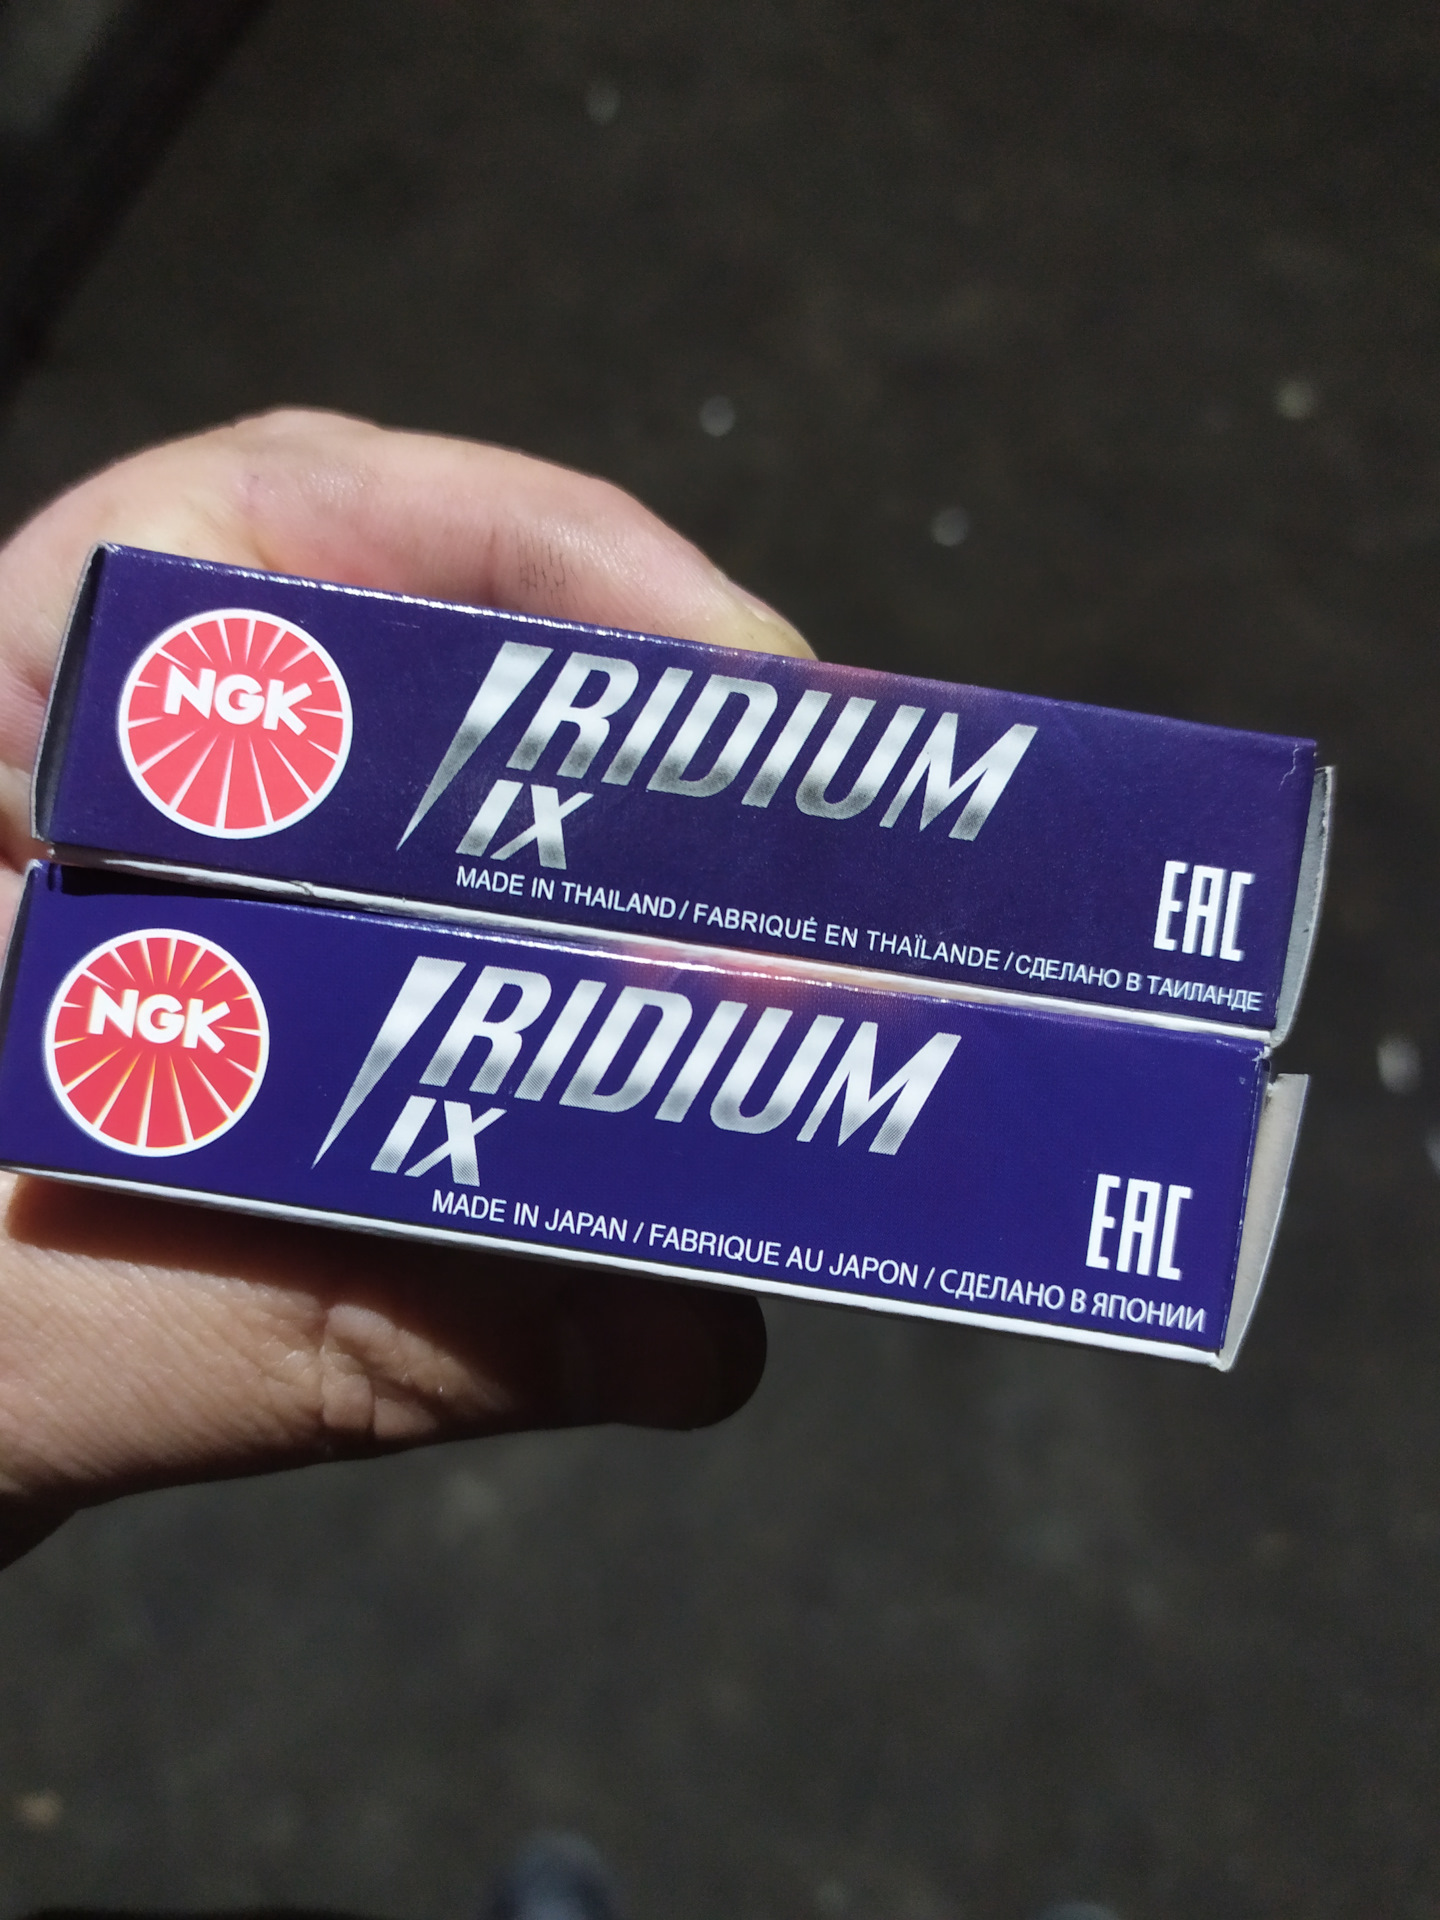 NGK
IRIDIUM
IX
MADE IN THAILAND / FABRIQUÉ EN THAÏLANDE / СДЕЛАНО В ТАИЛАНДЕ
EAC
NGK
IRIDIUM
IX
MADE IN JAPAN / FABRIQUE AU JAPON / СДЕЛАНО В ЯПОНИИ
EAC